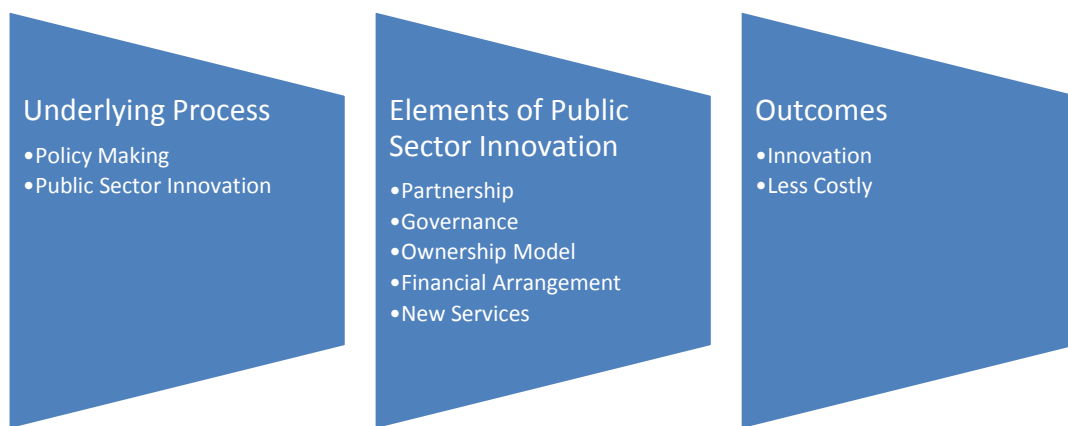 Underlying Process
•Policy Making
•Public Sector Innovation
Elements of Public
Sector Innovation
•Partnership
•Governance
•Ownership Model
•Financial Arrangement
•New Services
Outcomes
•Innovation
•Less Costly